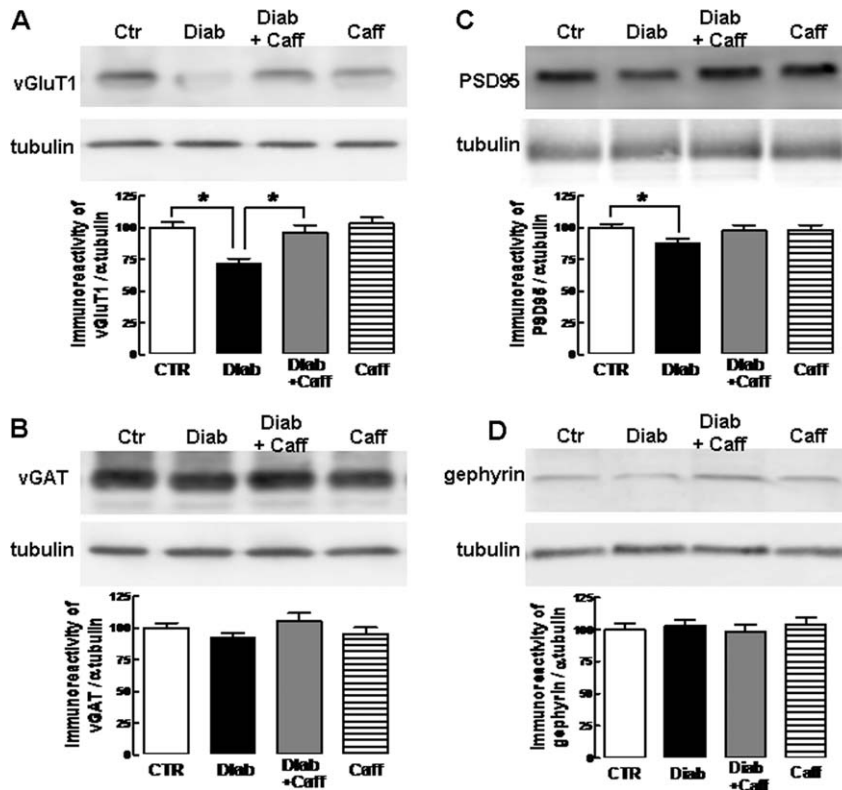 A
Ctr Diab Diab + Caff Caff
vGluT1
tubulin
Immunoreactivity of
vGluT1/αtubulin
125
100
75
50
25
0
* *
CTR Diab Diab +Caff Caff
B
Ctr Diab Diab + Caff Caff
vGAT
tubulin
Immunoreactivity of
vGAT/αtubulin
125
100
75
50
25
0
CTR Diab Diab +Caff Caff
C
Ctr Diab Diab + Caff Caff
PSD95
tubulin
Immunoreactivity of
PSD95/αtubulin
125
100
75
50
25
0
*
CTR Diab Diab +Caff Caff
D
Ctr Diab Diab + Caff Caff
gephyrin
tubulin
Immunoreactivity of
gephyrin/αtubulin
125
100
75
50
25
0
CTR Diab Diab +Caff Caff